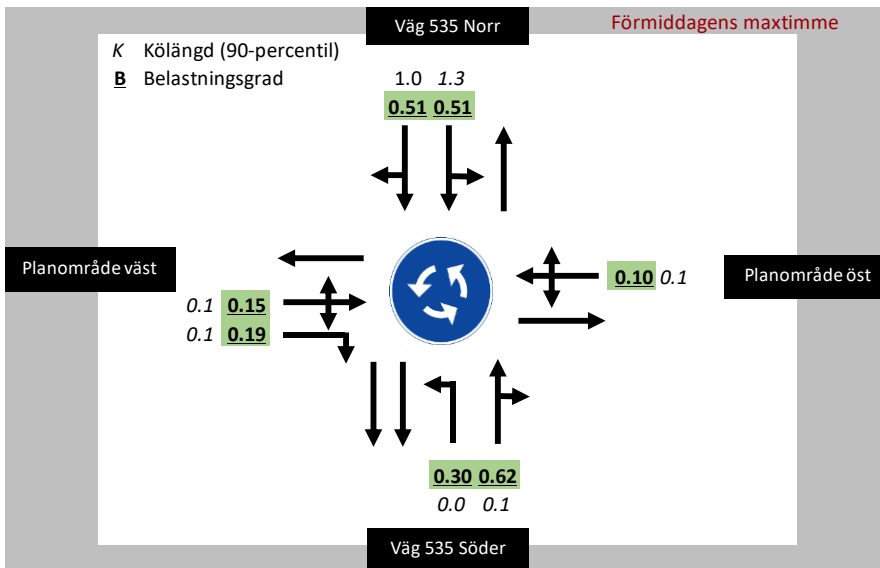 Väg 535 Norr
Förmiddagens maxtimme
K Kölängd (90-percentil)
B Belastningsgrad
1.0 1.3
0.51 0.51
Planområde väst
0.1 0.15
0.1 0.19
0.10 0.1
Planområde öst
0.30 0.62
0.0 0.1
Väg 535 Söder